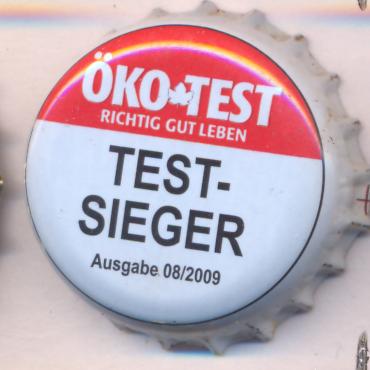 ÖKO TEST
RICHTIG GUT LEBEN
TEST-
SIEGER
Ausgabe 08/2009